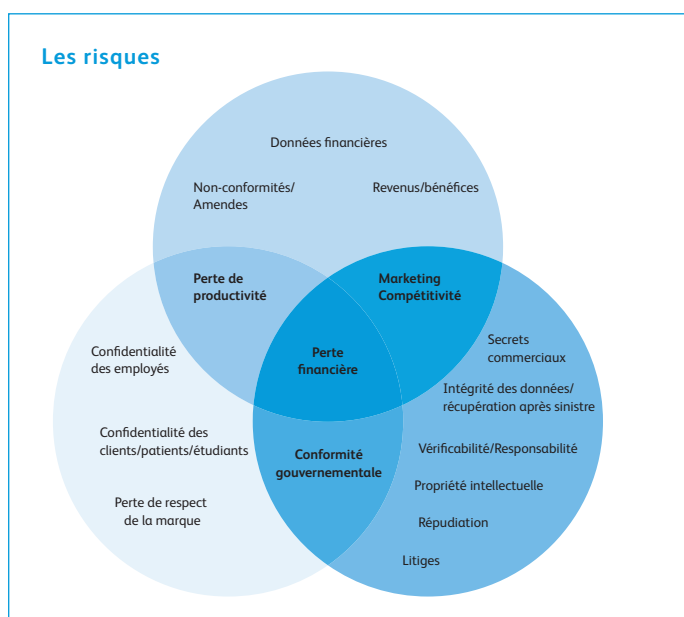 Les risques
Données financières
Non-conformités/
Amendes
Revenus/bénéfices
Perte de
productivité
Marketing
Compétitivité
Perte
financière
Confidentialité
des employés
Secrets
commerciaux
Intégrité des données/
récupération après sinistre
Confidentialité des
clients/patients/étudiants
Conformité
gouvernementale
Vérificabilité/Responsabilité
Propriété intellectuelle
Perte de respect
de la marque
Répudiation
Litiges